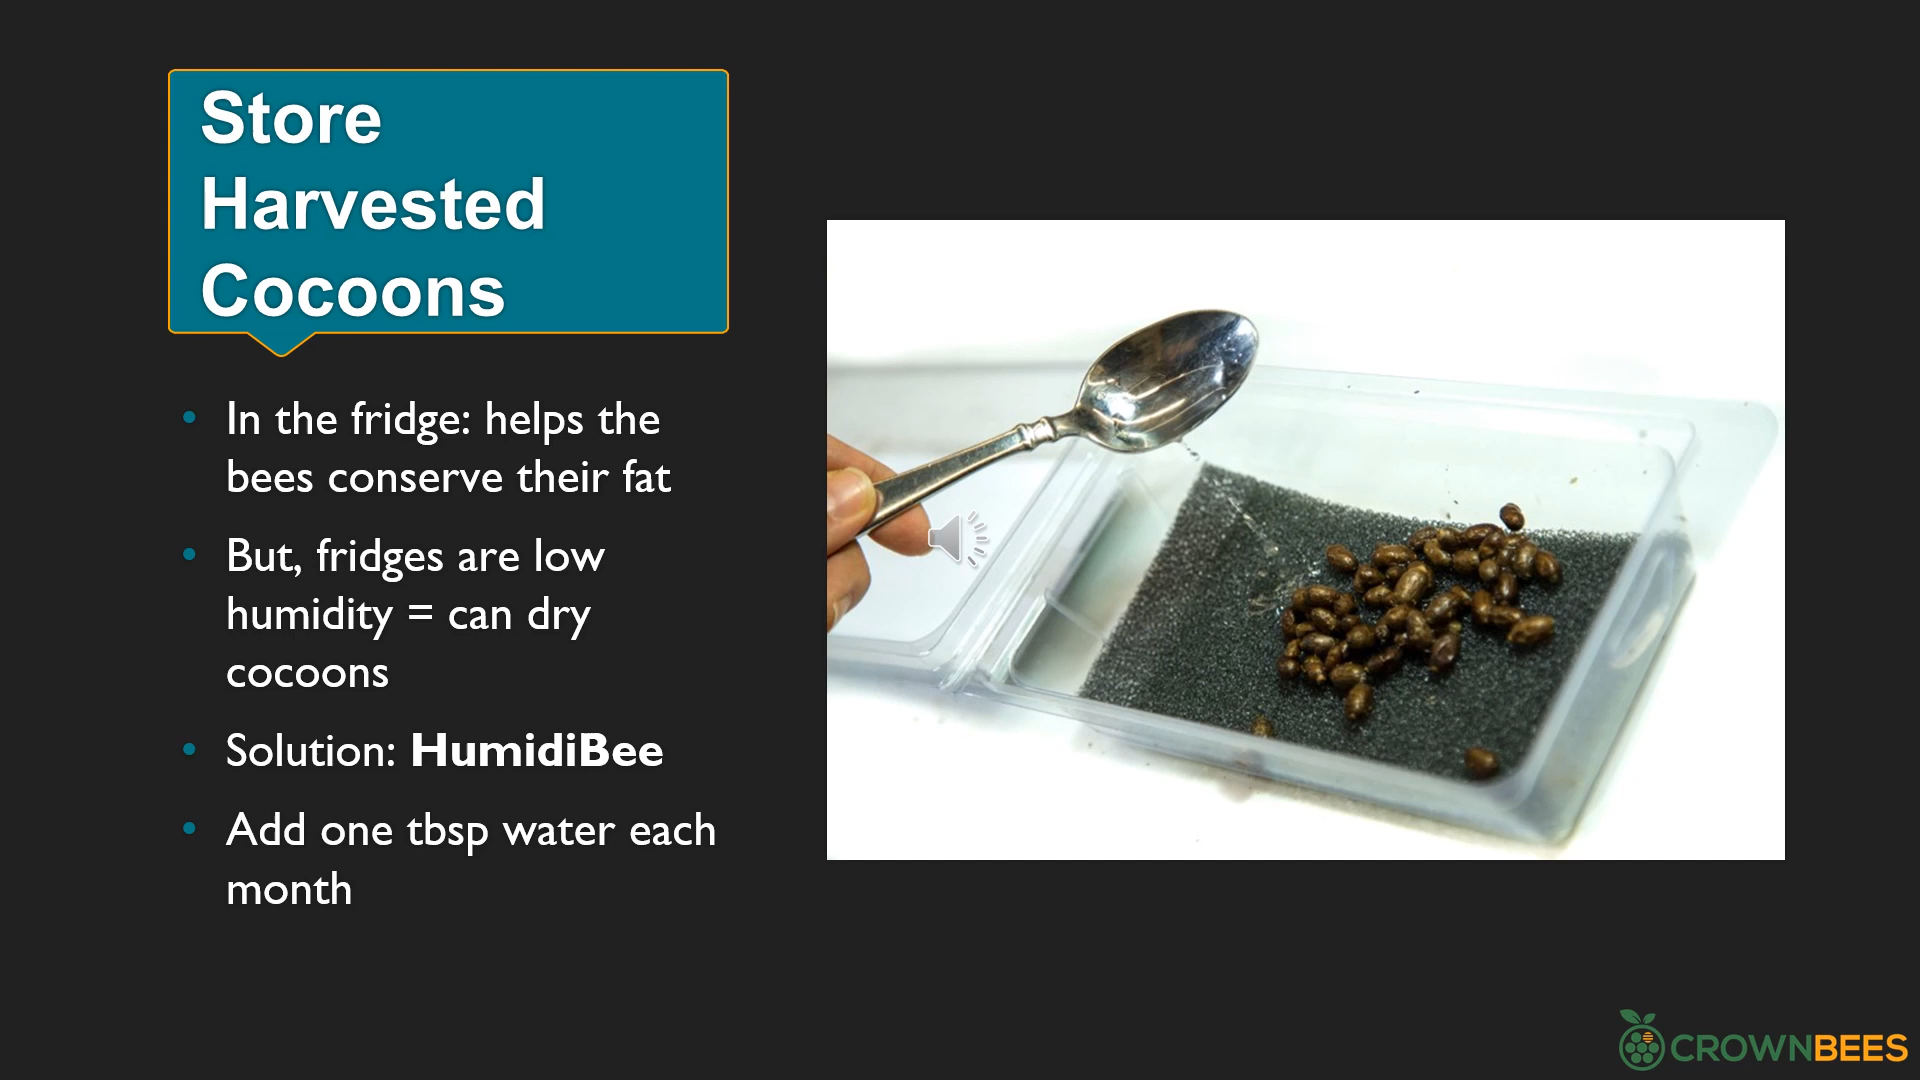 Store
Harvested
Cocoons
• In the fridge: helps the
bees conserve their fat
• But, fridges are low
humidity = can dry
cocoons
• Solution: HumidiBee
• Add one tbsp water each
month
CROWNBEES